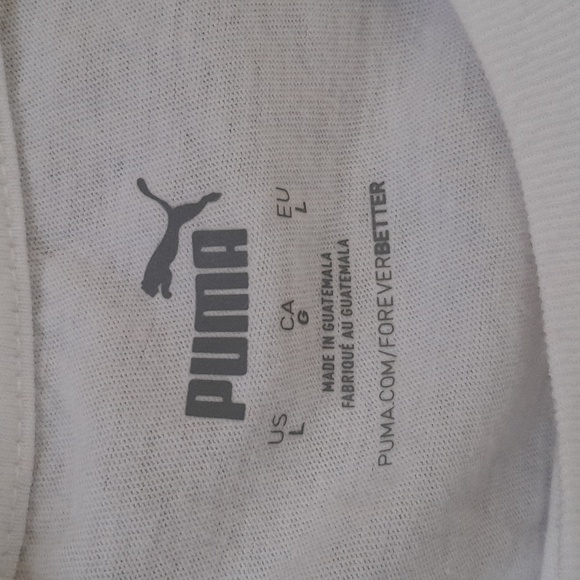 PUMA
US CA EU
L G L
MADE IN GUATEMALA
FABRIQUÉ AU GUATEMALA
PUMA.COM/FOREVERBETTER